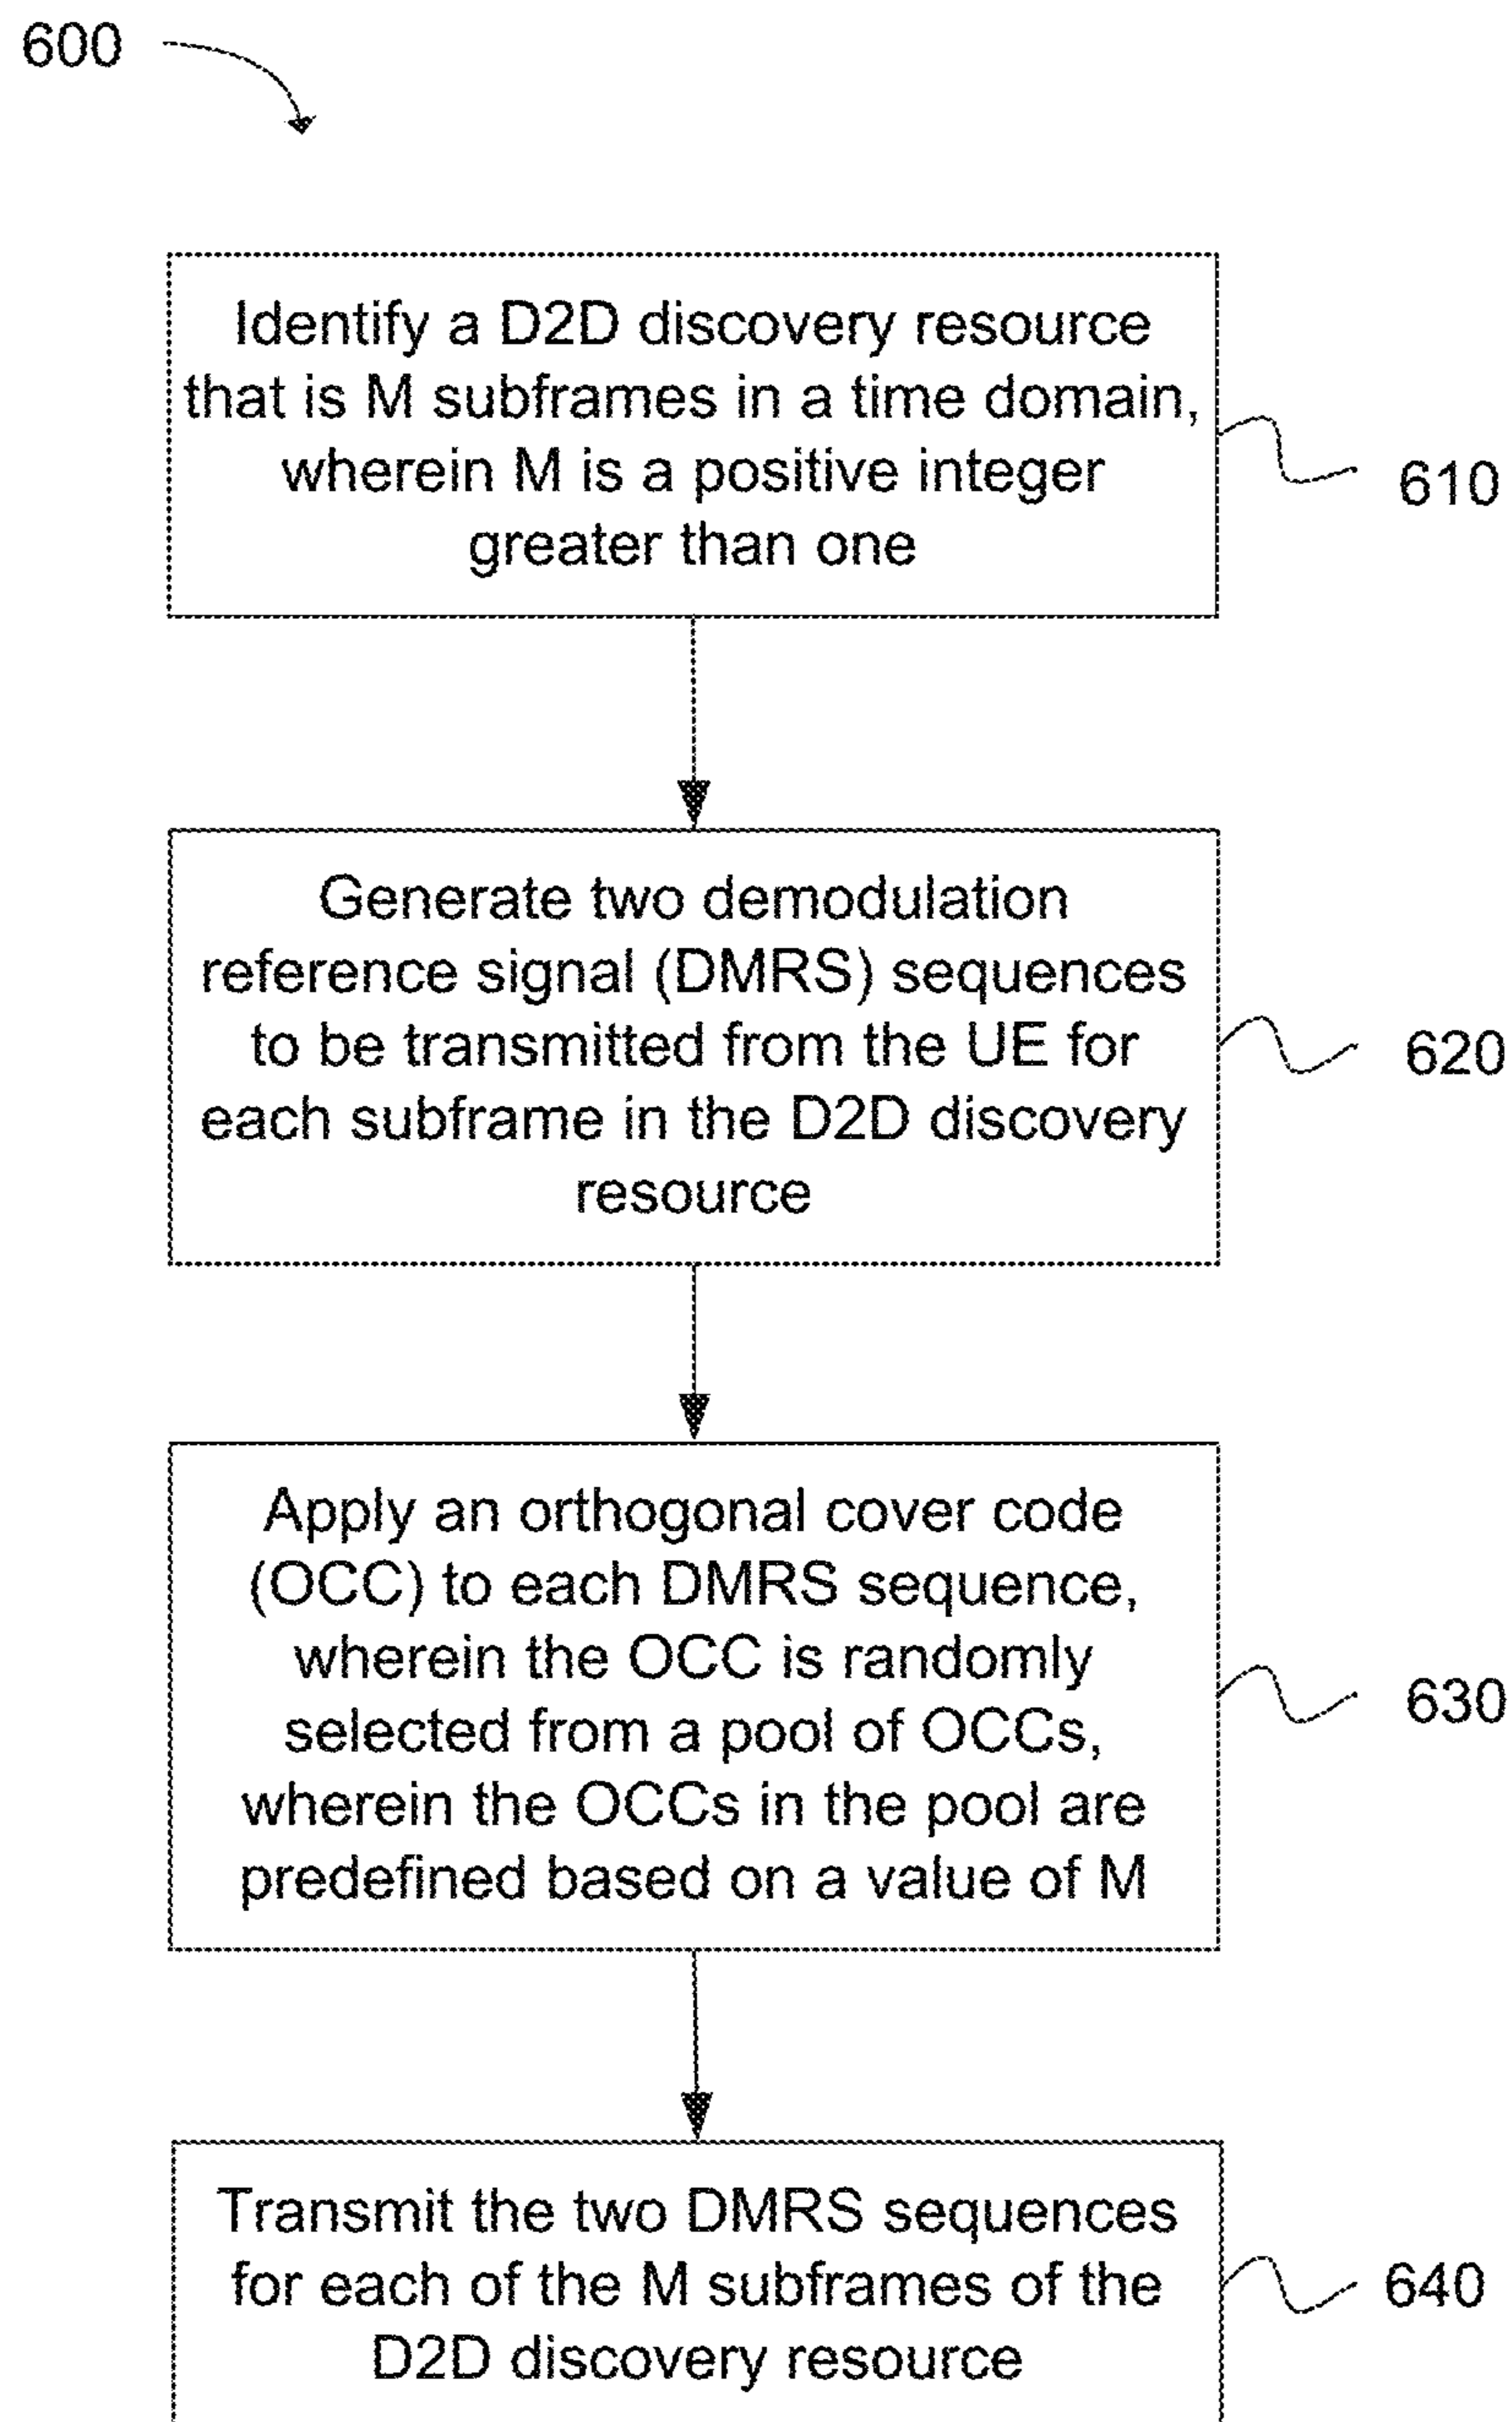 600
Identify a D2D discovery resource
that is M subframes in a time domain,
wherein M is a positive integer
greater than one
610
Generate two demodulation
reference signal (DMRS) sequences
to be transmitted from the UE for
each subframe in the D2D discovery
resource
620
Apply an orthogonal cover code
(OCC) to each DMRS sequence,
wherein the OCC is randomly
selected from a pool of OCCs,
wherein the OCCs in the pool are
predefined based on a value of M
630
Transmit the two DMRS sequences
for each of the M subframes of the
D2D discovery resource
640